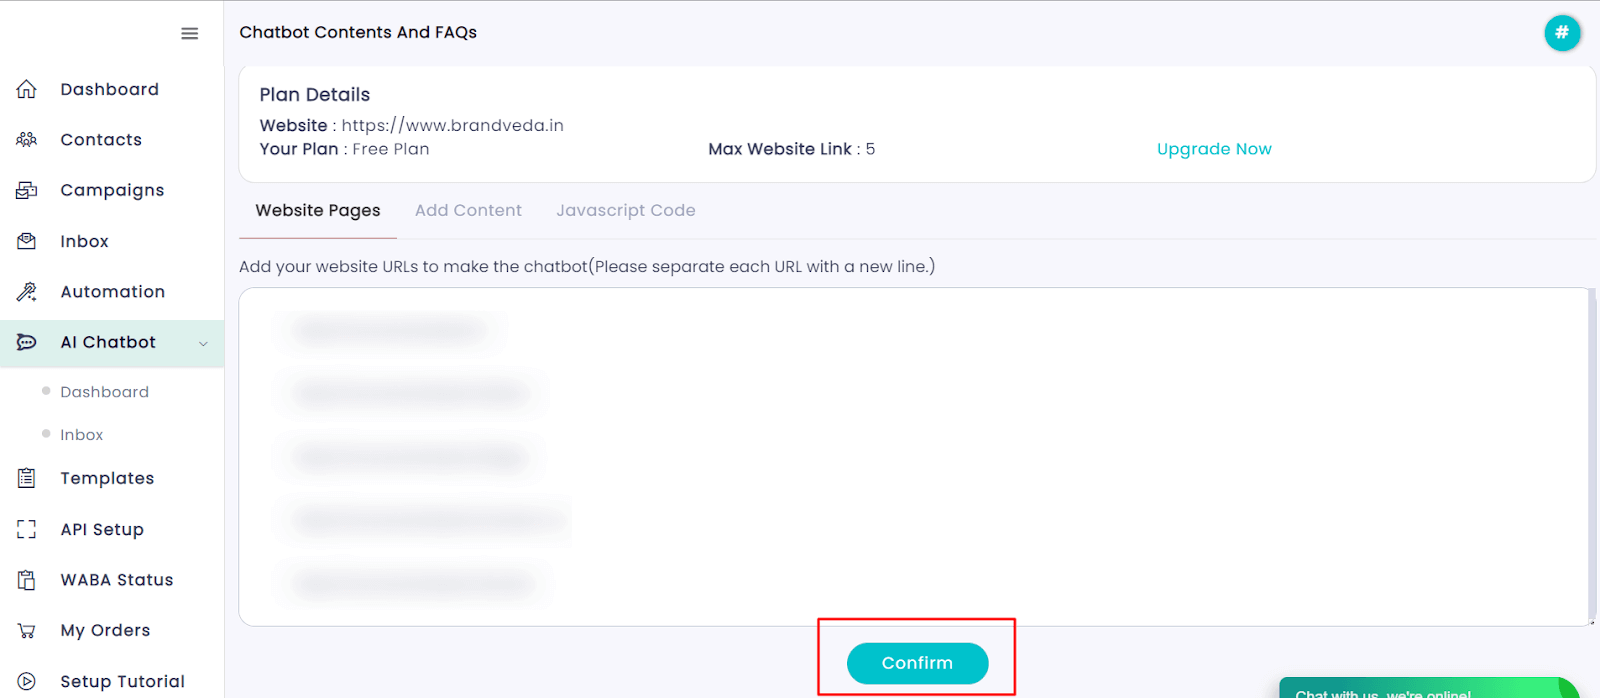 Chatbot Contents And FAQs
#
Dashboard
Contacts
Campaigns
Inbox
Automation
AI Chatbot
Dashboard
Inbox
Templates
API Setup
WABA Status
My Orders
Setup Tutorial
Plan Details
Website : https://www.brandveda.in
Your Plan : Free Plan
Max Website Link : 5
Upgrade Now
Website Pages
Add Content
Javascript Code
Add your website URLs to make the chatbot(Please separate each URL with a new line.)
Confirm
Chat with us, we're online!